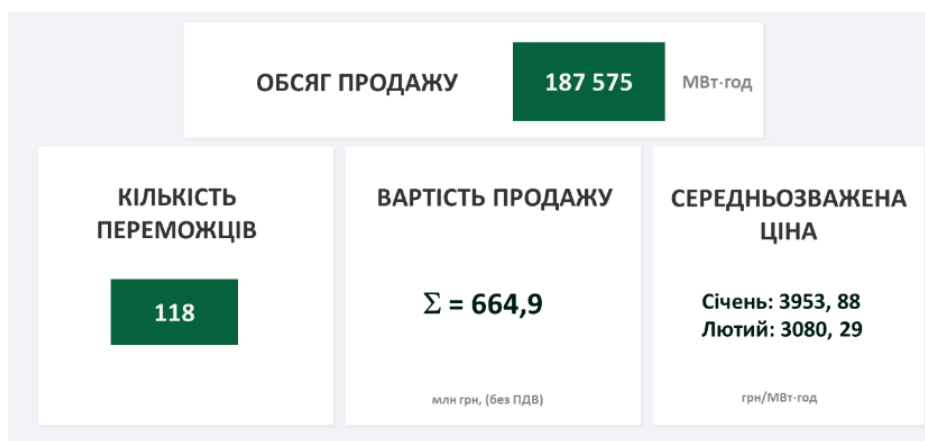 ОБСЯГ ПРОДАЖУ 187 575 МВт·год
КІЛЬКІСТЬ
ПЕРЕМОЖЦІВ
118
ВАРТІСТЬ ПРОДАЖУ
Σ = 664,9
млн грн, (без ПДВ)
СЕРЕДНЬОЗВАЖЕНА
ЦІНА
Січень: 3953, 88
Лютий: 3080, 29
грн/МВт·год